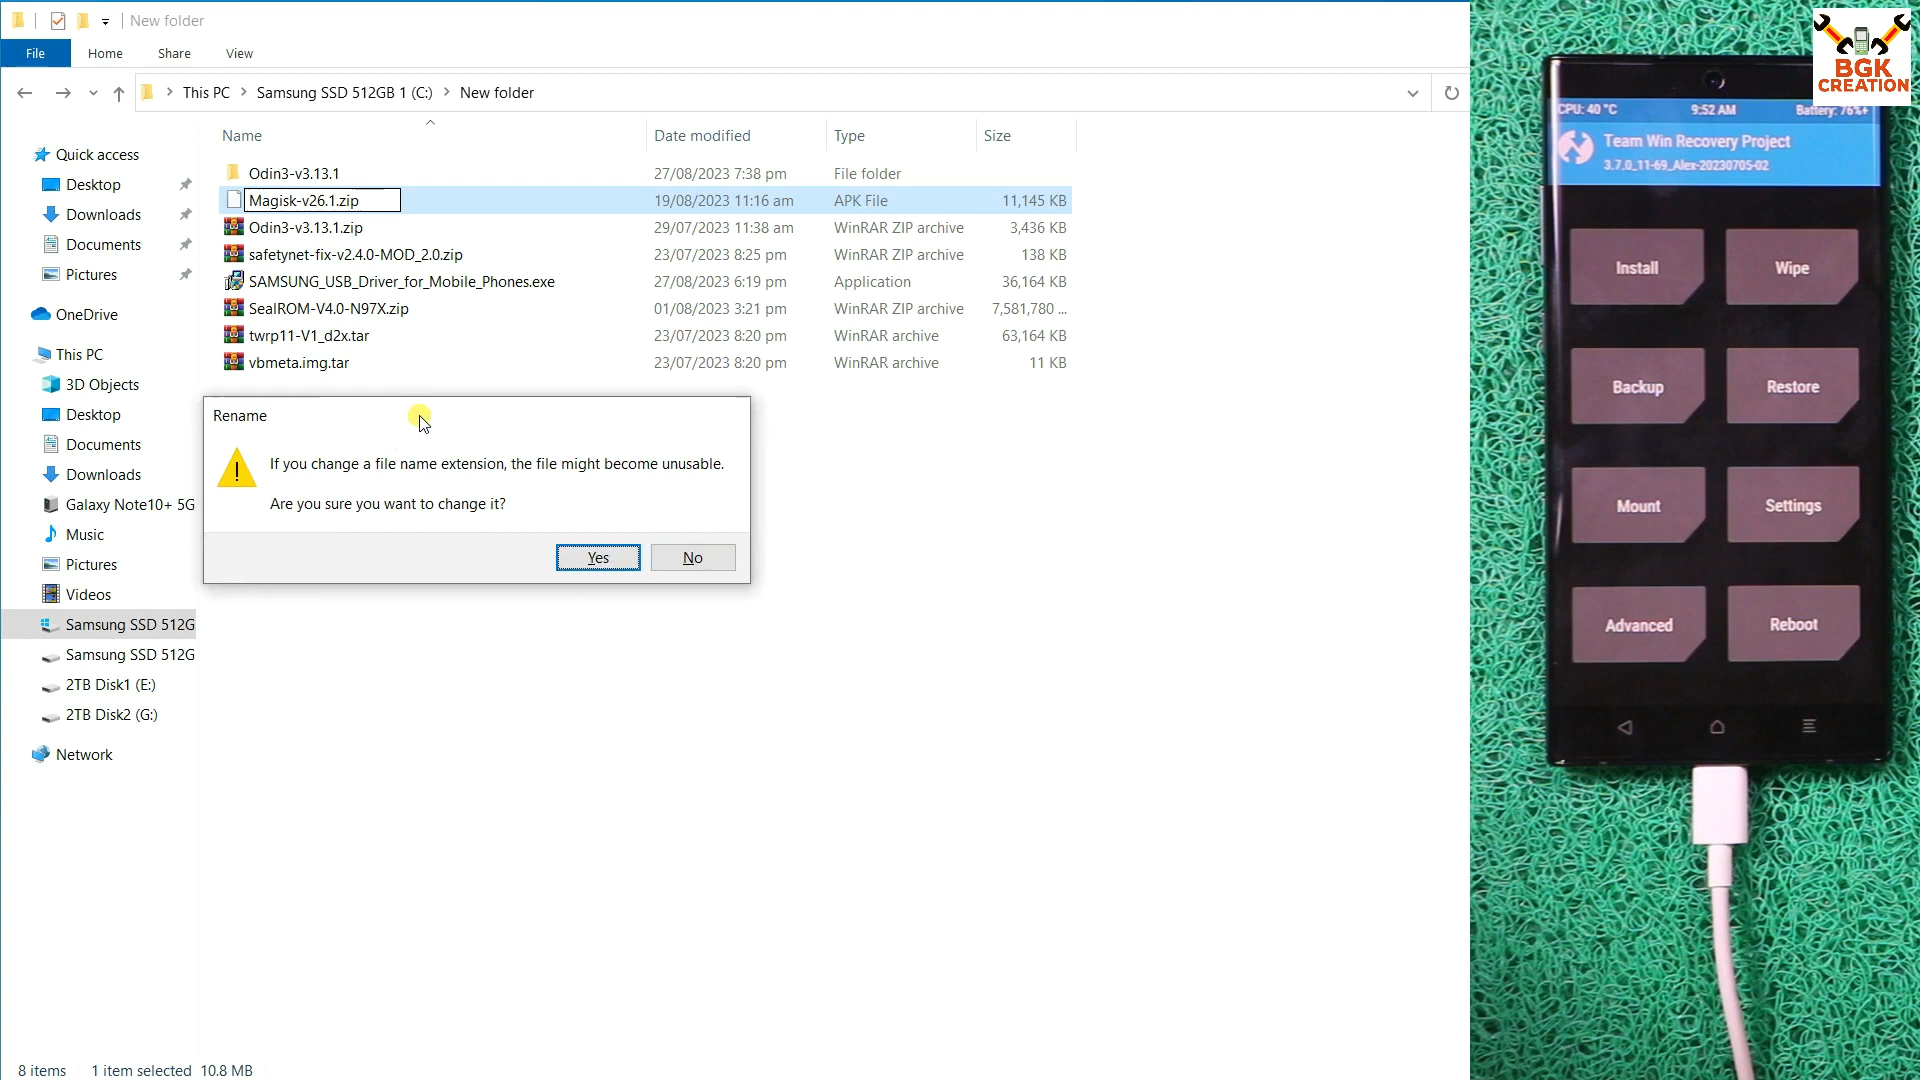 New folder
File Home Share View
This PC Samsung SSD 512GB 1 (C:) New folder
Name Date modified Type Size
Odin3-v3.13.1 27/08/2023 7:38 pm File folder
Magisk-v26.1.zip 19/08/2023 11:16 am APK File 11,145 KB
Odin3-v3.13.1.zip 29/07/2023 11:38 am WinRAR ZIP archive 3,436 KB
safetynet-fix-v2.4.0-MOD_2.0.zip 23/07/2023 8:25 pm WinRAR ZIP archive 138 KB
SAMSUNG_USB_Driver_for_Mobile_Phones.exe 27/08/2023 6:19 pm Application 36,164 KB
SealROM-V4.0-N97X.zip 01/08/2023 3:21 pm WinRAR ZIP archive 7,581,780 ...
twrp11-V1_d2x.tar 23/07/2023 8:20 pm WinRAR archive 63,164 KB
vbmeta.img.tar 23/07/2023 8:20 pm WinRAR archive 11 KB
Quick access
Desktop
Downloads
Documents
Pictures
OneDrive
This PC
3D Objects
Desktop
Documents
Downloads
Galaxy Note10+ 5G
Music
Pictures
Videos
Samsung SSD 512G
Samsung SSD 512G
2TB Disk1 (E:)
2TB Disk2 (G:)
Network
Rename
If you change a file name extension, the file might become unusable.
Are you sure you want to change it?
Yes No
8 items 1 item selected 10.8 MB
BGK
CREATION
CPU: 40 °C 9:52 AM Battery: 76%+
Team Win Recovery Project
3.7.0_11-69_Alex-20230705-02
Install Wipe
Backup Restore
Mount Settings
Advanced Reboot